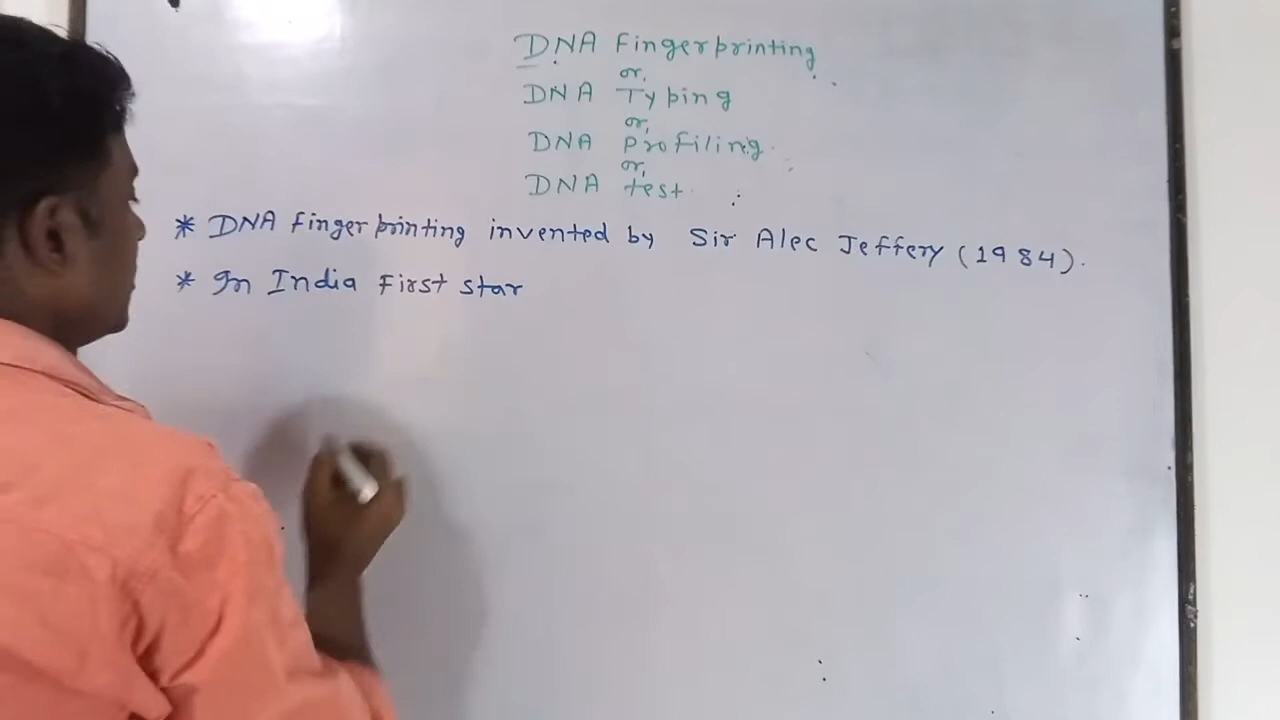 DNA Fingerprinting
or,
DNA Typing
or,
DNA Profiling
or,
DNA test
* DNA fingerprinting invented by Sir Alec Jeffery (1984).
* In India First star